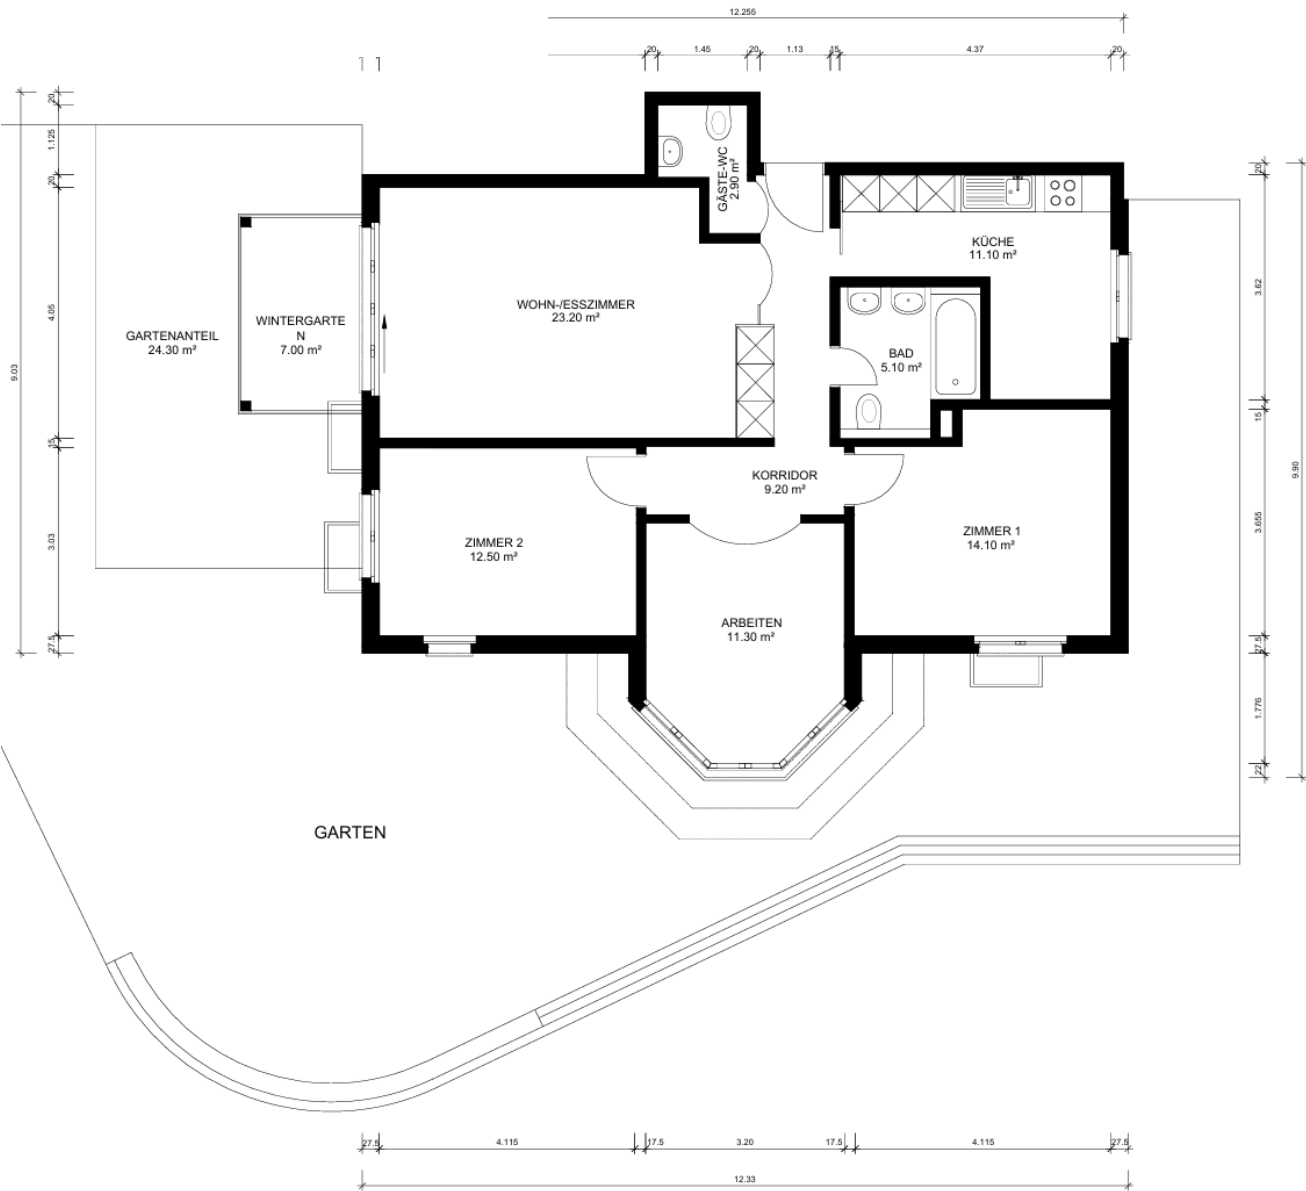 12.255
20
1.45
20
1.13
15
4.37
20
20
1.125
20
4.05
9.03
15
3.03
27.5
GÄSTE-WC
2.90 m²
KÜCHE
11.10 m²
WOHN-/ESSZIMMER
23.20 m²
GARTENANTEIL
24.30 m²
WINTERGARTE
N
7.00 m²
BAD
5.10 m²
KORRIDOR
9.20 m²
ZIMMER 2
12.50 m²
ZIMMER 1
14.10 m²
ARBEITEN
11.30 m²
GARTEN
20
3.62
15
9.90
3.655
27.5
1.776
22
27.5
4.115
17.5
3.20
17.5
4.115
27.5
12.33